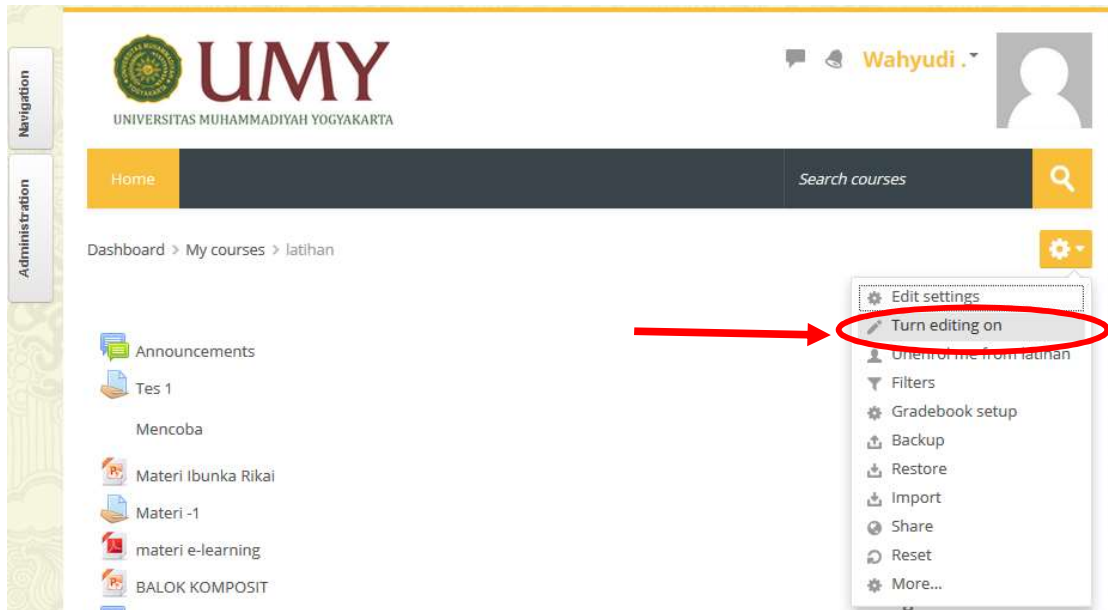 Navigation
Administration
UMY
UNIVERSITAS MUHAMMADIYAH YOGYAKARTA
Wahyudi .
Home
Search courses
Dashboard > My courses > latihan
Edit settings
Turn editing on
Unenrol me from latihan
Filters
Gradebook setup
Backup
Restore
Import
Share
Reset
More...
Announcements
Tes 1
Mencoba
Materi Ibunka Rikai
Materi -1
materi e-learning
BALOK KOMPOSIT